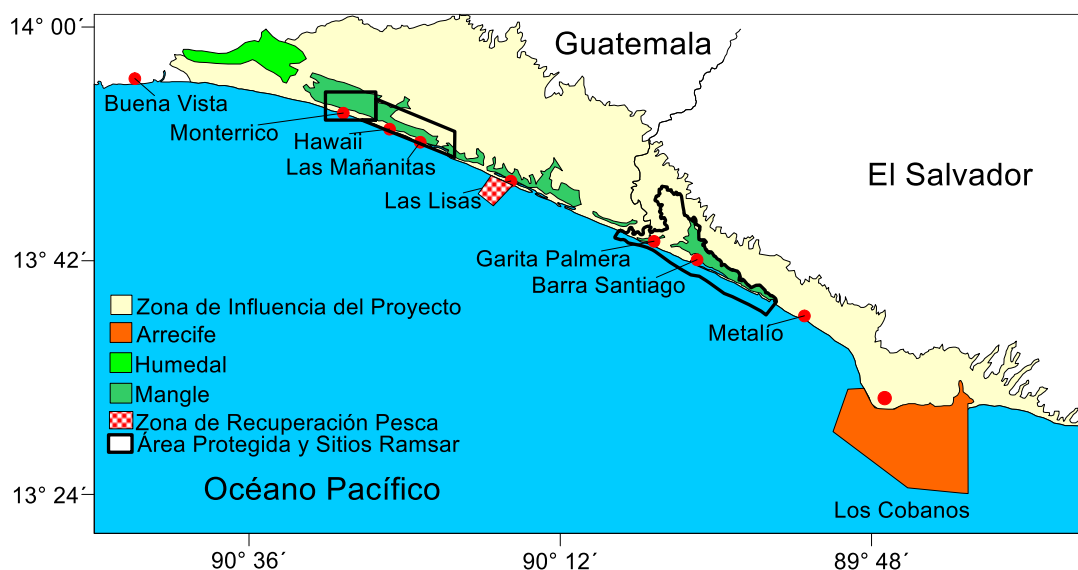 14° 00´
Guatemala
Buena Vista
Monterrico
Hawaii
Las Mañanitas
El Salvador
Las Lisas
13° 42´
Garita Palmera
Barra Santiago
Metalío
Zona de Influencia del Proyecto
Arrecife
Humedal
Mangle
Zona de Recuperación Pesca
Área Protegida y Sitios Ramsar
13° 24´
Océano Pacífico
Los Cobanos
90° 36´
90° 12´
89° 48´